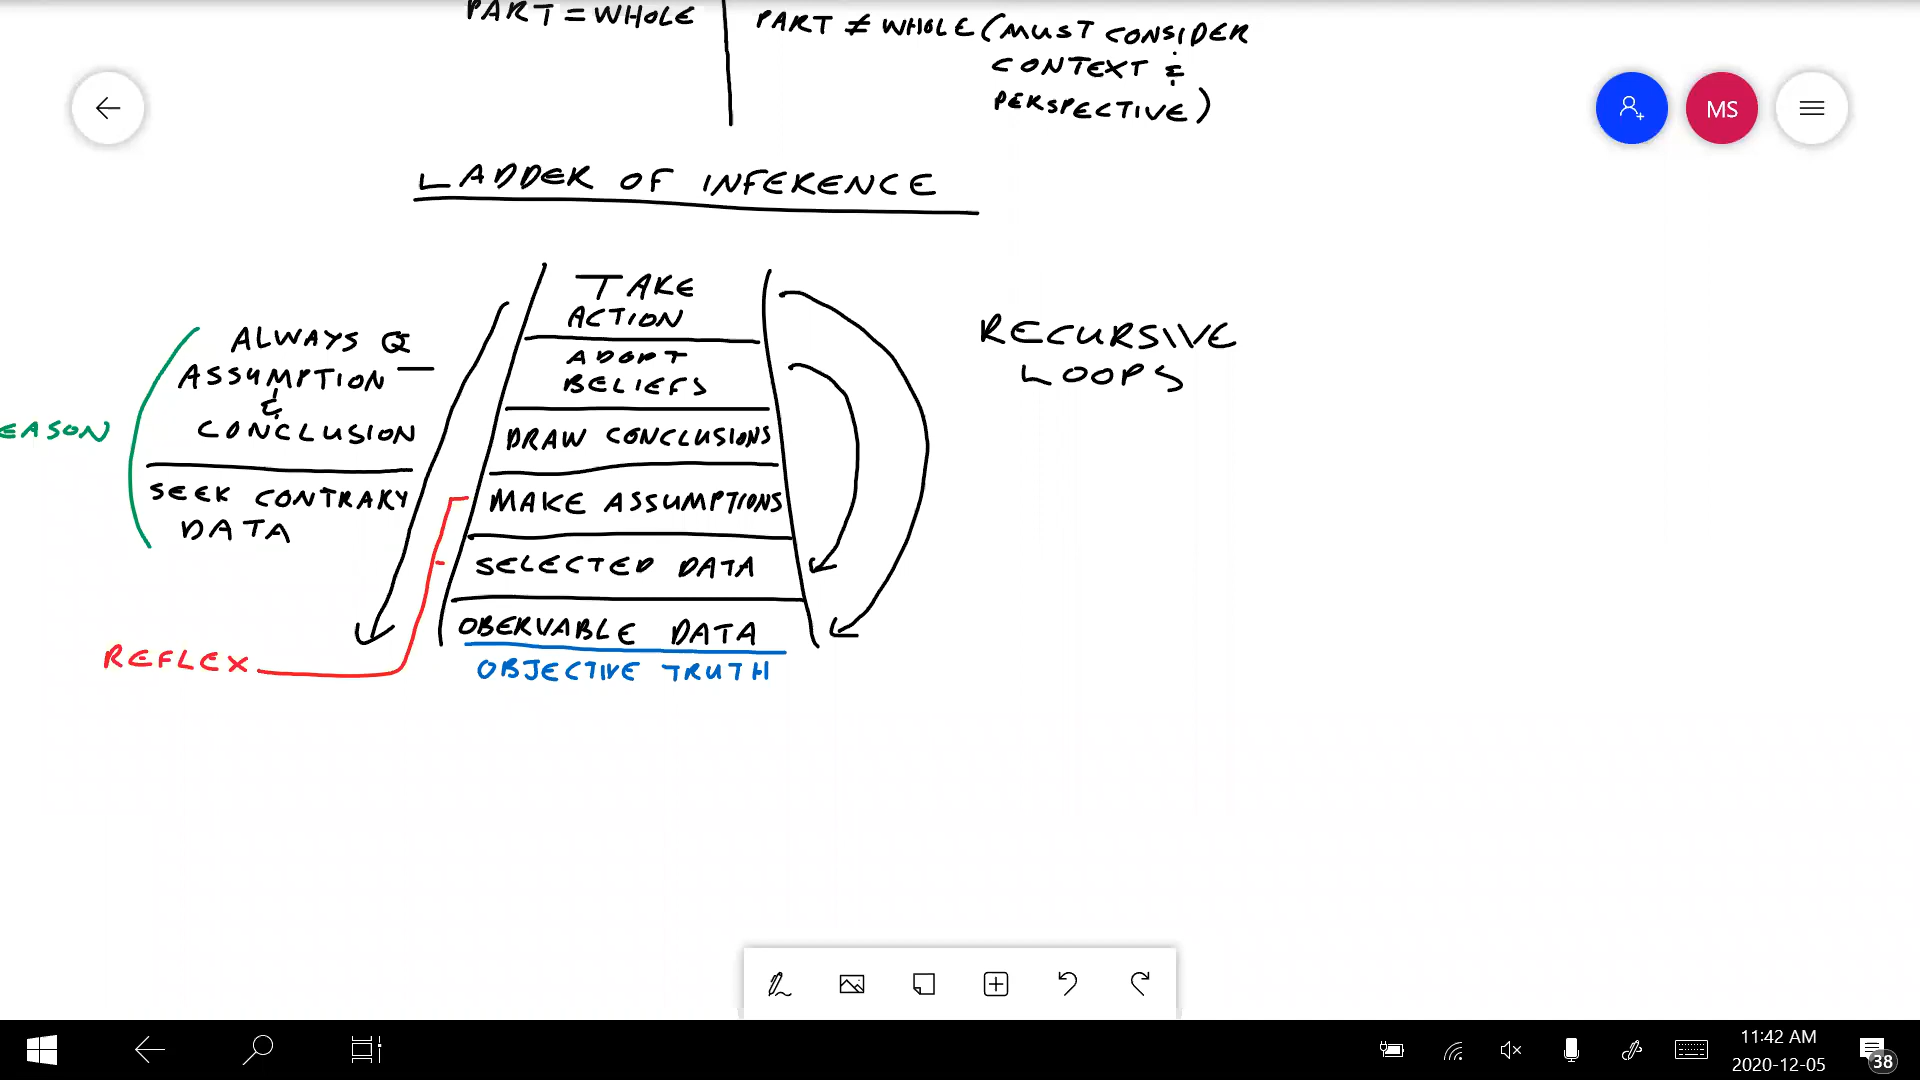 PART = WHOLE
PART ≠ WHOLE (MUST CONSIDER
CONTEXT &
PERSPECTIVE)
MS
LADDER OF INFERENCE
TAKE
ACTION
ADOPT
BELIEFS
DRAW CONCLUSIONS
MAKE ASSUMPTIONS
SELECTED DATA
OBERVABLE DATA
OBJECTIVE TRUTH
ALWAYS Q
ASSUMPTION
&
CONCLUSION
SEEK CONTRARY
DATA
EASON
REFLEX
RECURSIVE
LOOPS
11:42 AM
2020-12-05
38